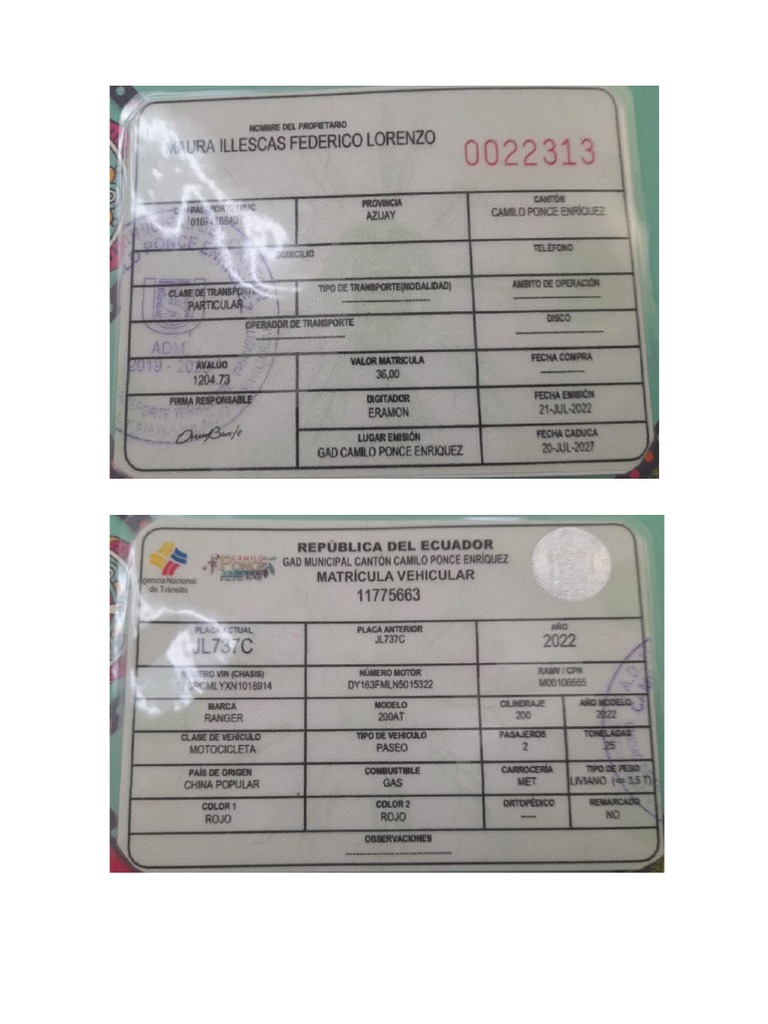 NOMBRE DEL PROPIETARIO
MAURA ILLESCAS FEDERICO LORENZO
0022313
PROVINCIA
AZUAY
CANTÓN
CAMILO PONCE ENRÍQUEZ
DOMICILIO
TELÉFONO
CLASE DE TRANSPORTE
PARTICULAR
TIPO DE TRANSPORTE(MODALIDAD)
AMBITO DE OPERACIÓN
OPERADOR DE TRANSPORTE
DISCO
ADM.
AVALÚO
1204.73
VALOR MATRICULA
36,00
FECHA COMPRA
FIRMA RESPONSABLE
DIGITADOR
ERAMON
FECHA EMISIÓN
21-JUL-2022
LUGAR EMISIÓN
GAD CAMILO PONCE ENRIQUEZ
FECHA CADUCA
20-JUL-2027
Agencia Nacional
de Tránsito
CAMILO
PONCE
REPÚBLICA DEL ECUADOR
GAD MUNICIPAL CANTÓN CAMILO PONCE ENRÍQUEZ
MATRÍCULA VEHICULAR
11775663
PLACA ACTUAL
JL737C
PLACA ANTERIOR
JL737C
AÑO
2022
NÚMERO VIN (CHASIS)
NÚMERO MOTOR
DY163FMLN5015322
RAMV / CPN
M00106665
MARCA
RANGER
MODELO
200AT
CILINDRAJE
200
AÑO MODELO
2022
CLASE DE VEHÍCULO
MOTOCICLETA
TIPO DE VEHICULO
PASEO
PASAJEROS
2
TONELADAS
.25
PAÍS DE ORIGEN
CHINA POPULAR
COMBUSTIBLE
GAS
CARROCERÍA
MET
TIPO DE PESO
LIVIANO (<= 3,5 T)
COLOR 1
ROJO
COLOR 2
ROJO
ORTOPÉDICO
REMARCADO
NO
OBSERVACIONES